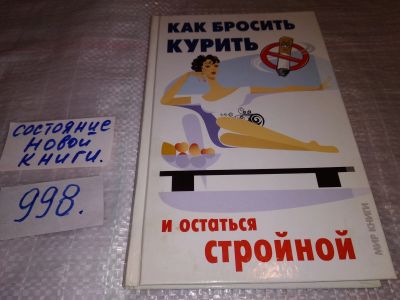 КАК БРОСИТЬ
КУРИТЬ
состояние
новой
книги.
998.
и остаться
стройной
МИР КНИГИ